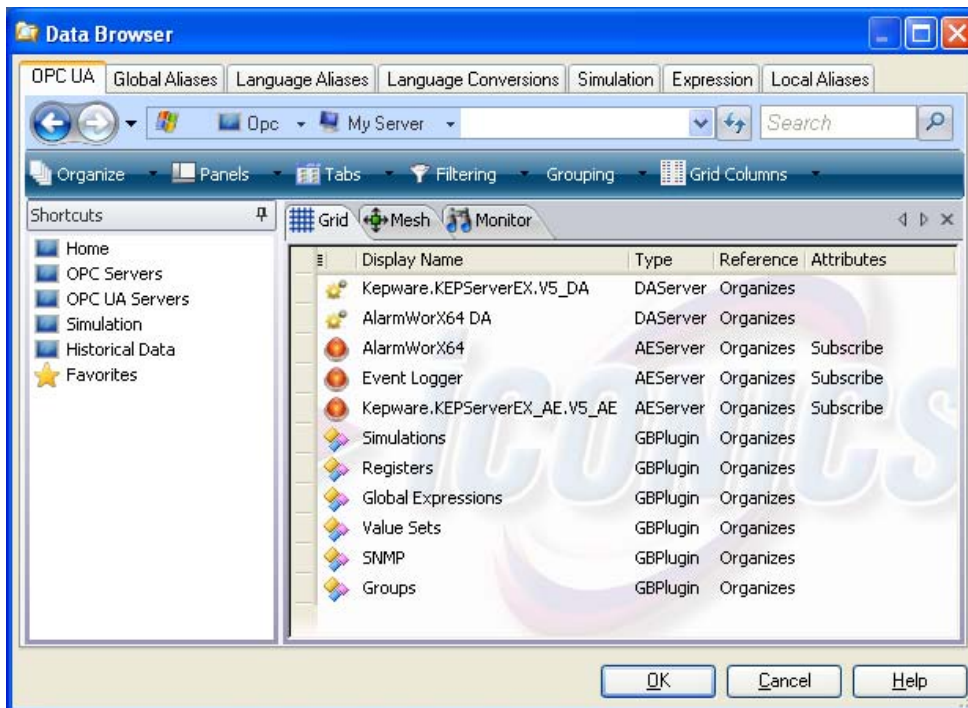 Data Browser
OPC UA Global Aliases Language Aliases Language Conversions Simulation Expression Local Aliases
Opc My Server Search
Organize Panels Tabs Filtering Grouping Grid Columns
Shortcuts
Home
OPC Servers
OPC UA Servers
Simulation
Historical Data
Favorites
Grid Mesh Monitor
Display Name Type Reference Attributes
Kepware.KEPServerEX.V5_DA DAServer Organizes
AlarmWorX64 DA DAServer Organizes
AlarmWorX64 AEServer Organizes Subscribe
Event Logger AEServer Organizes Subscribe
Kepware.KEPServerEX_AE.V5_AE AEServer Organizes Subscribe
Simulations GBPlugin Organizes
Registers GBPlugin Organizes
Global Expressions GBPlugin Organizes
Value Sets GBPlugin Organizes
SNMP GBPlugin Organizes
Groups GBPlugin Organizes
iconics
OK Cancel Help